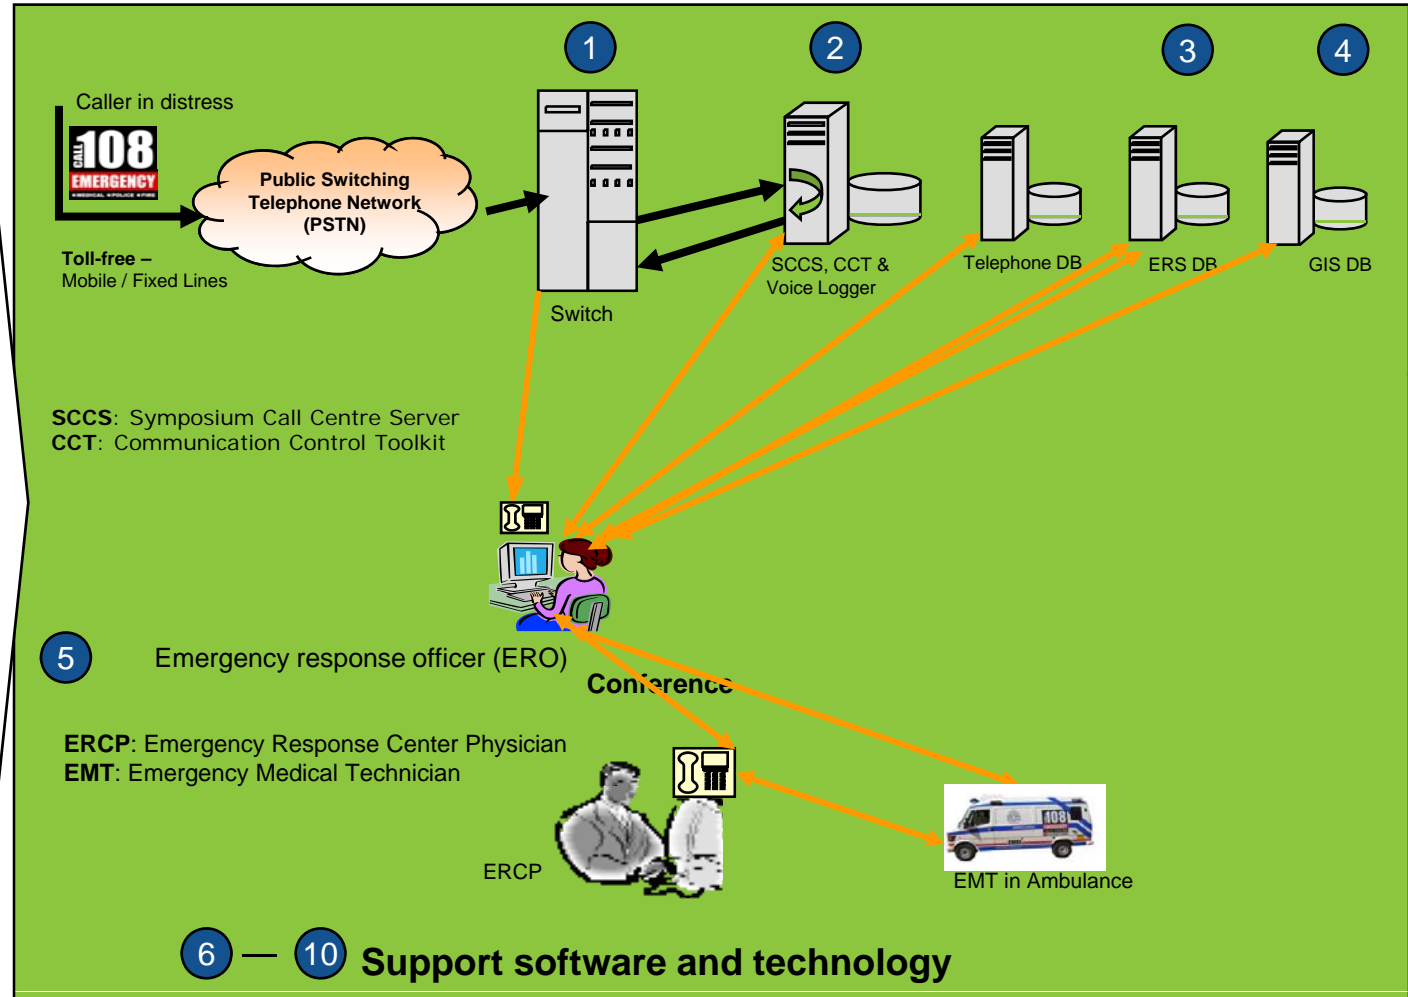 1
2
3
4
Caller in distress
CALL
108
EMERGENCY
MEDICAL POLICE FIRE
Public Switching
Telephone Network
(PSTN)
Toll-free –
Mobile / Fixed Lines
Switch
SCCS, CCT &
Voice Logger
Telephone DB
ERS DB
GIS DB
SCCS: Symposium Call Centre Server
CCT: Communication Control Toolkit
5
Emergency response officer (ERO)
Conference
ERCP: Emergency Response Center Physician
EMT: Emergency Medical Technician
ERCP
108
EMT in Ambulance
6 — 10 Support software and technology